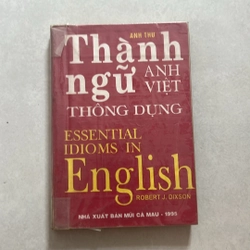 ANH THƯ
Thành
ngữ ANH
VIỆT
THÔNG DỤNG
ESSENTIAL
IDIOMS IN
English
ROBERT J. DIXSON
NHÀ XUẤT BẢN MŨI CÀ MAU - 1995